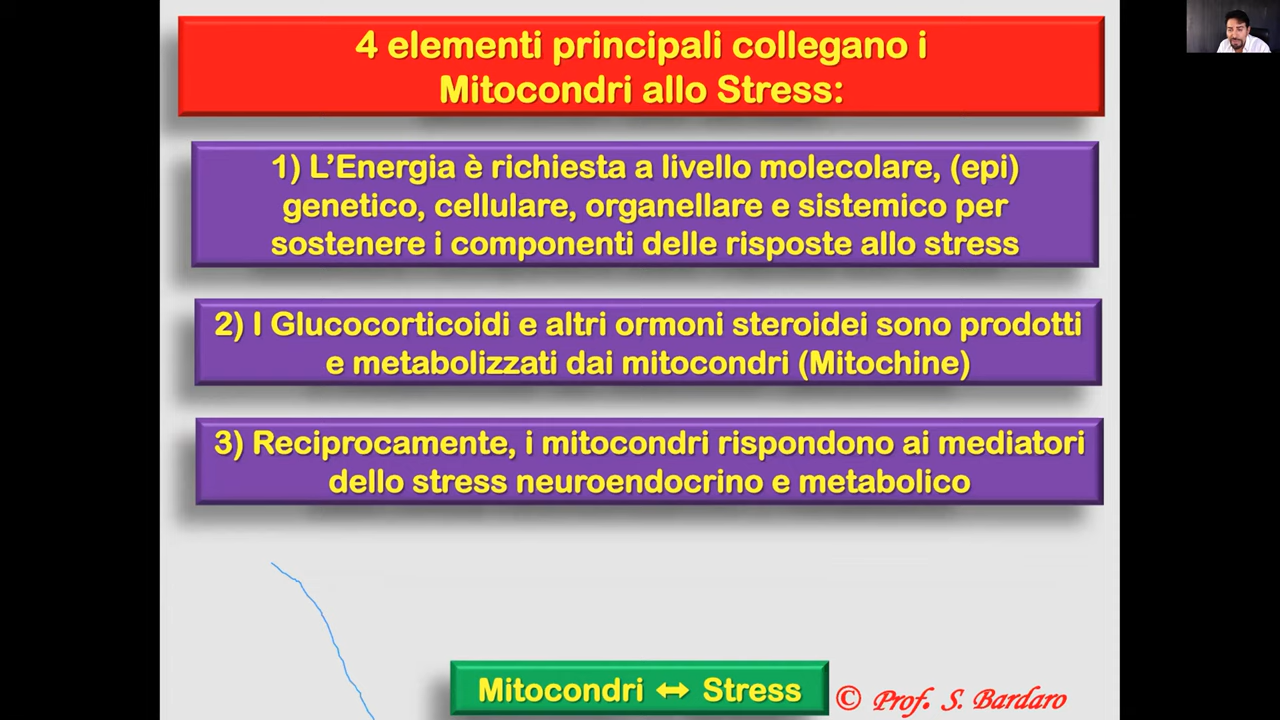 4 elementi principali collegano i
Mitocondri allo Stress:
1) L’Energia è richiesta a livello molecolare, (epi)
genetico, cellulare, organellare e sistemico per
sostenere i componenti delle risposte allo stress
2) I Glucocorticoidi e altri ormoni steroidei sono prodotti
e metabolizzati dai mitocondri (Mitochine)
3) Reciprocamente, i mitocondri rispondono ai mediatori
dello stress neuroendocrino e metabolico
Mitocondri ↔ Stress
© Prof. S. Bardaro